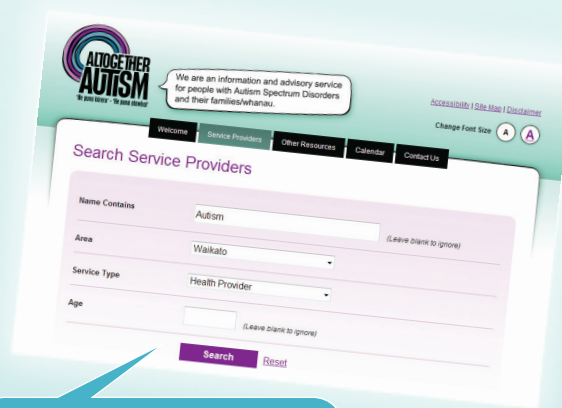 ALTOGETHER
AUTISM
We are an information and advisory service
for people with Autism Spectrum Disorders
and their families/whanau.
Accessibility | Site Map | Disclaimer
Change Font Size A A
Welcome Service Providers Other Resources Calendar Contact Us
Search Service Providers
Name Contains Autism (Leave blank to ignore)
Area Waikato
Service Type Health Provider
Age (Leave blank to ignore)
Search Reset